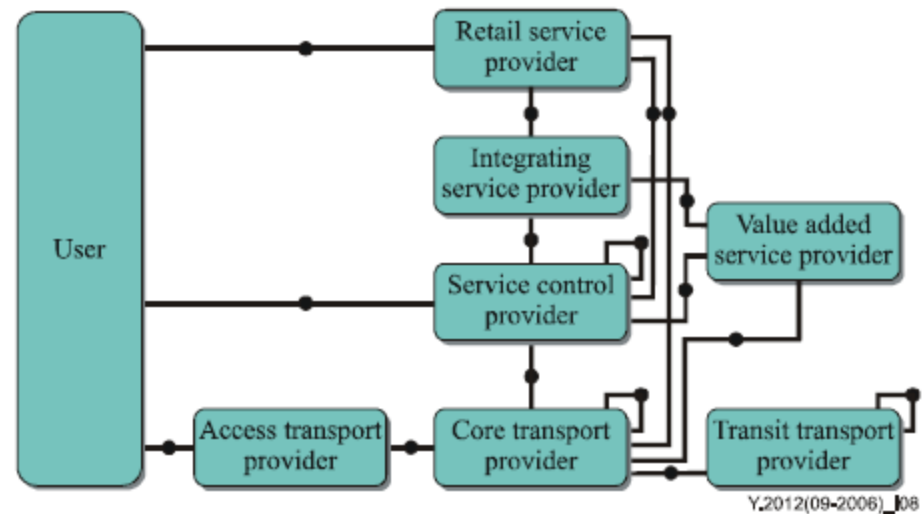 Retail service
provider
Integrating
service provider
User
Value added
service provider
Service control
provider
Access transport
provider
Core transport
provider
Transit transport
provider
Y.2012(09-2006)_I08